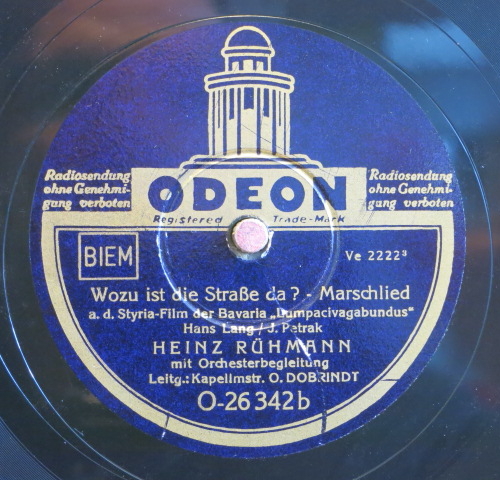 Radiosendung
ohne Genehmi-
gung verboten
ODEON
Radiosendung
ohne Genehmi-
gung verboten
Registered Trade-Mark
BIEM
Ve 2222³
Wozu ist die Straße da? - Marschlied
a. d. Styria-Film der Bavaria „Lumpacivagabundus"
Hans Lang / J. Petrak
HEINZ RÜHMANN
mit Orchesterbegleitung
Leitg.: Kapellmstr. O. DOBRINDT
O-26342b